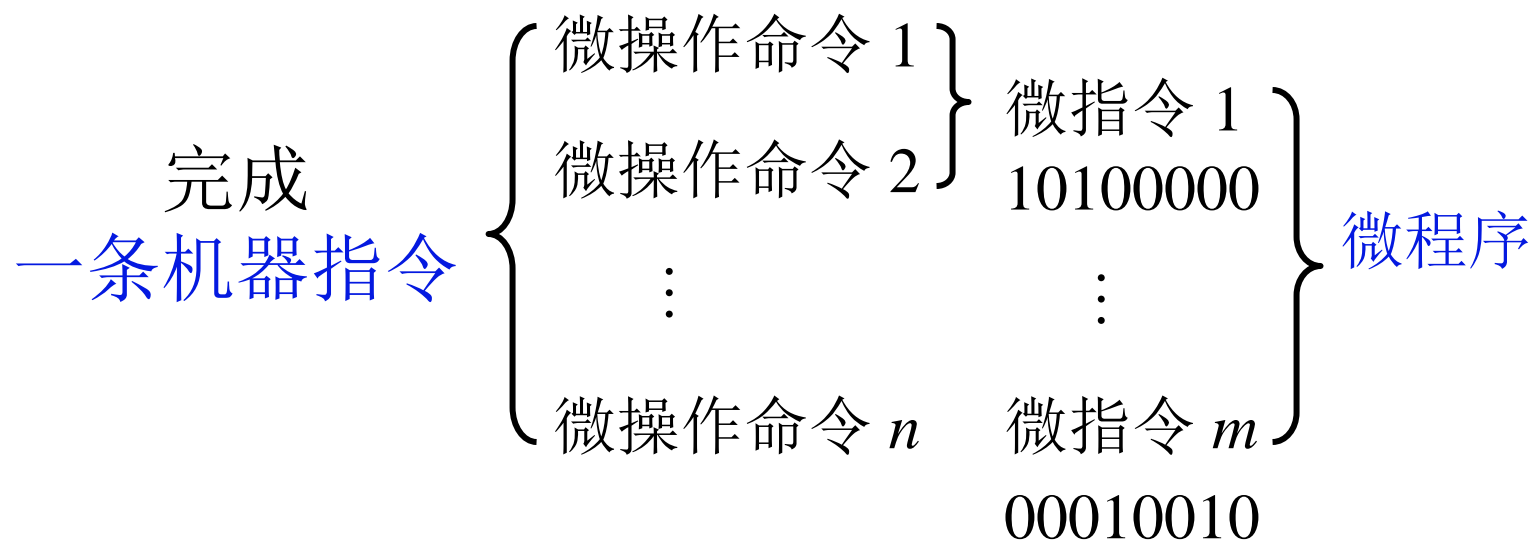 完成
一条机器指令
微操作命令 1
微操作命令 2
⋮
微操作命令 n
微指令 1
10100000
⋮
微指令 m
00010010
微程序